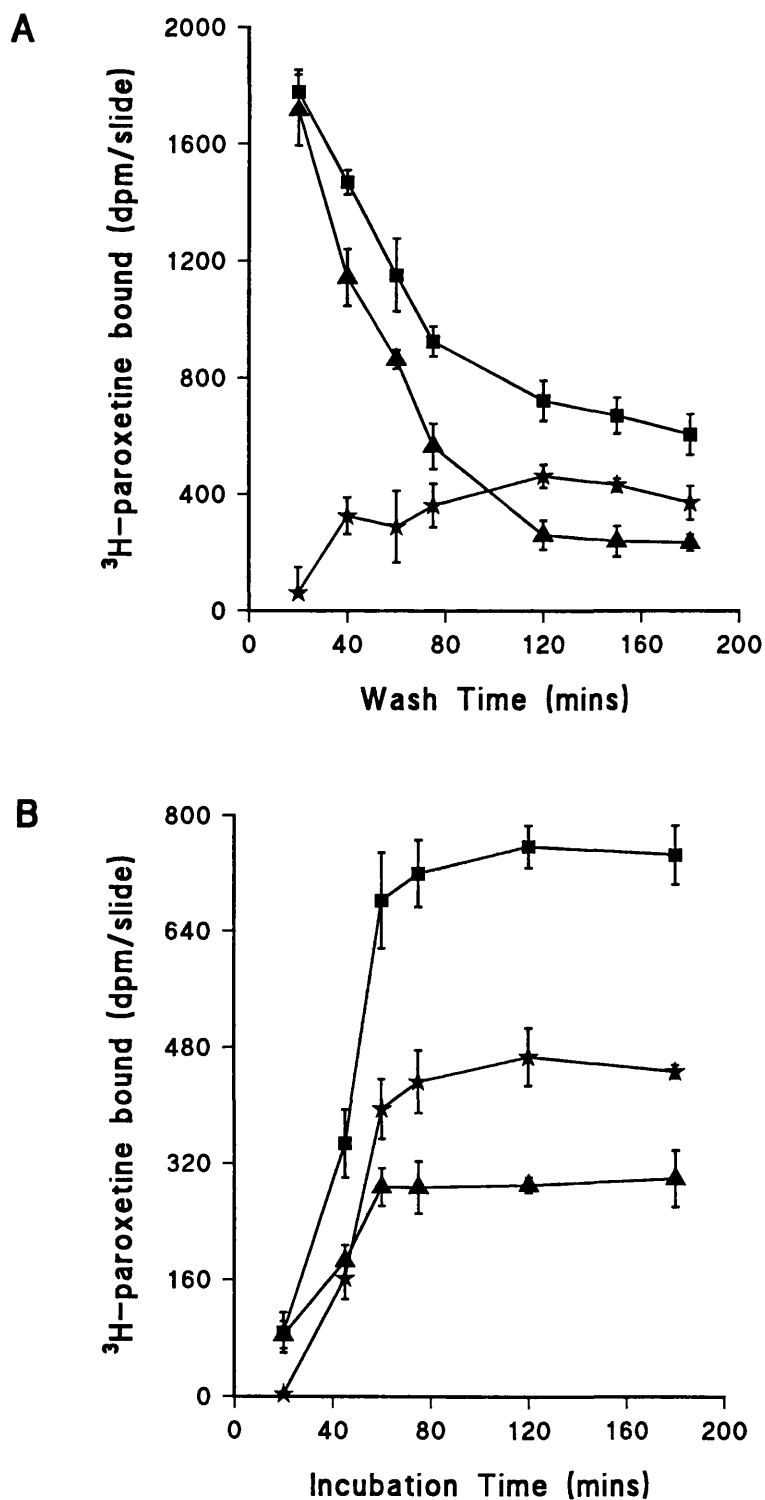 A
³H-paroxetine bound (dpm/slide)
2000
1600
1200
800
400
0
0 40 80 120 160 200
Wash Time (mins)
B
³H-paroxetine bound (dpm/slide)
800
640
480
320
160
0
0 40 80 120 160 200
Incubation Time (mins)